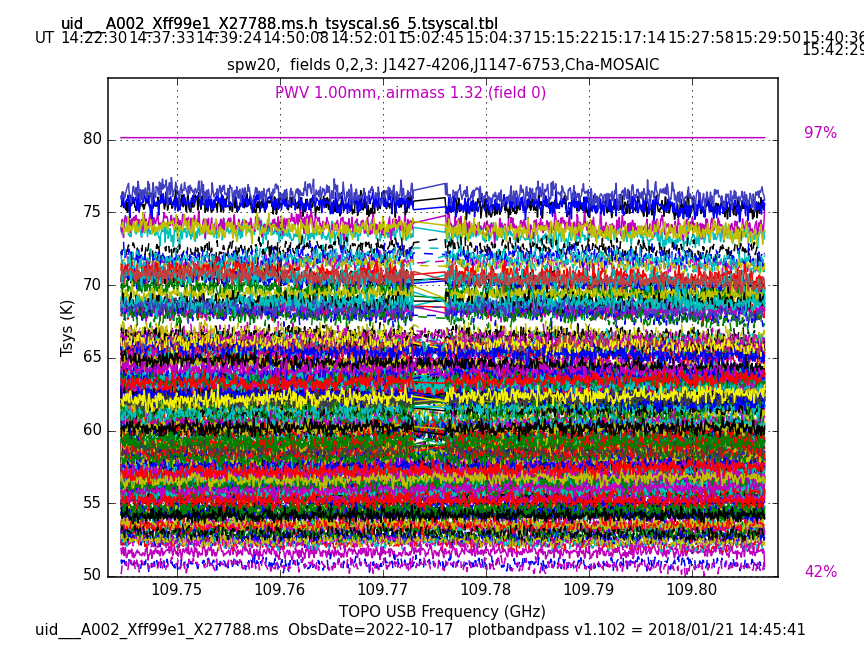 uid___A002_Xff99e1_X27788.ms.h_tsyscal.s6_5.tsyscal.tbl
UT 14:22:30 14:37:33 14:39:24 14:50:08 14:52:01 15:02:45 15:04:37 15:15:22 15:17:14 15:27:58 15:29:50 15:40:36
15:42:29
spw20, fields 0,2,3: J1427-4206,J1147-6753,Cha-MOSAIC
PWV 1.00mm, airmass 1.32 (field 0)
97%
80
75
70
65
60
55
50
Tsys (K)
42%
109.75 109.76 109.77 109.78 109.79 109.80
TOPO USB Frequency (GHz)
uid___A002_Xff99e1_X27788.ms ObsDate=2022-10-17 plotbandpass v1.102 = 2018/01/21 14:45:41